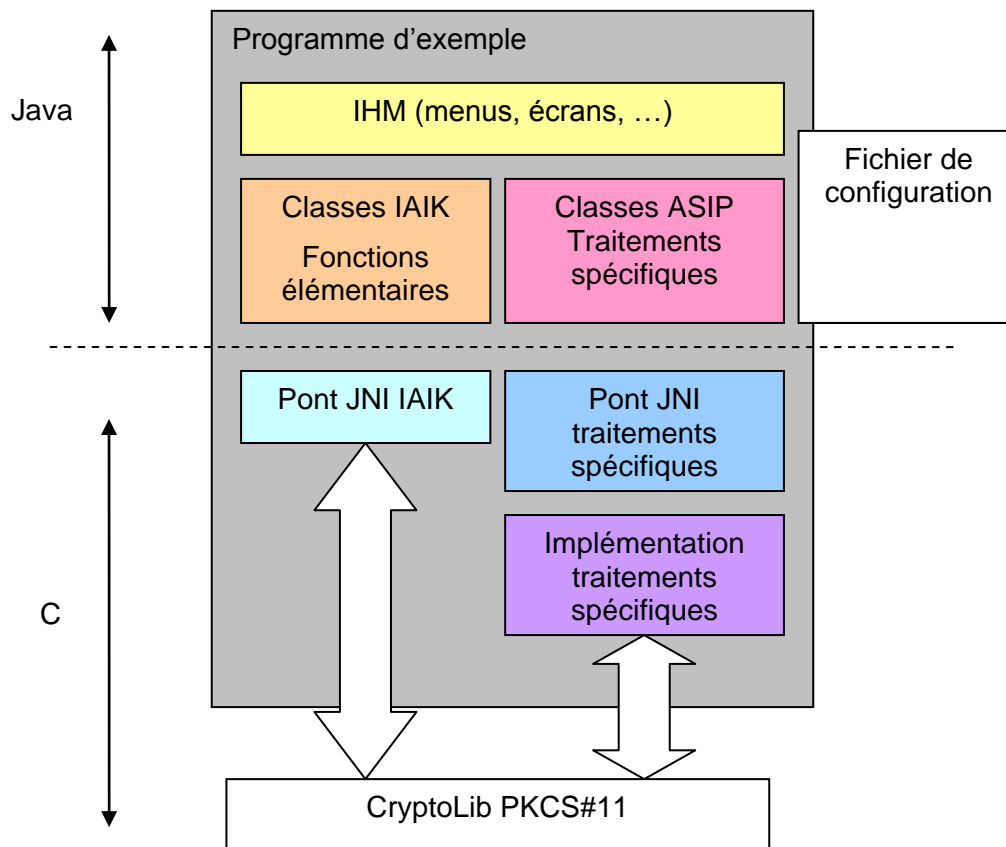 Programme d’exemple
Java
IHM (menus, écrans, …)
Fichier de
configuration
Classes IAIK
Fonctions
élémentaires
Classes ASIP
Traitements
spécifiques
Pont JNI IAIK
Pont JNI
traitements
spécifiques
Implémentation
traitements
spécifiques
C
CryptoLib PKCS#11